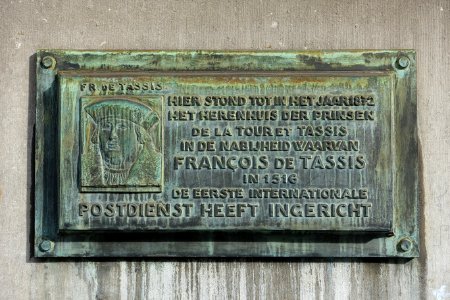 FR. DE TASSIS
HIER STOND TOT IN HET JAAR 1872
HET HERENHUIS DER PRINSEN
DE LA TOUR ET TASSIS
IN DE NABIJHEID WAARVAN
FRANÇOIS DE TASSIS
IN 1516
DE EERSTE INTERNATIONALE
POSTDIENST HEEFT INGERICHT